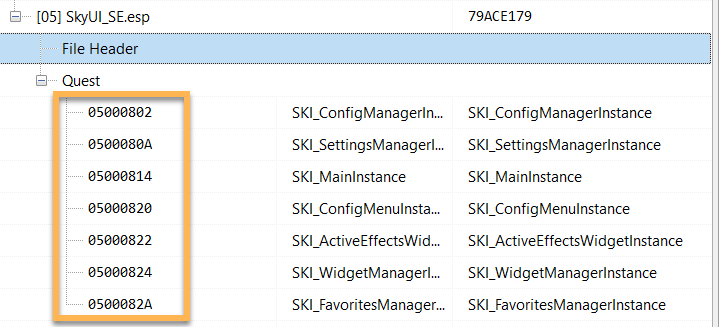 [05] SkyUI_SE.esp 79ACE179
File Header
Quest
05000802 SKI_ConfigManagerIn... SKI_ConfigManagerInstance
0500080A SKI_SettingsManagerI... SKI_SettingsManagerInstance
05000814 SKI_MainInstance SKI_MainInstance
05000820 SKI_ConfigMenuInsta... SKI_ConfigMenuInstance
05000822 SKI_ActiveEffectsWid... SKI_ActiveEffectsWidgetInstance
05000824 SKI_WidgetManagerI... SKI_WidgetManagerInstance
0500082A SKI_FavoritesManager... SKI_FavoritesManagerInstance